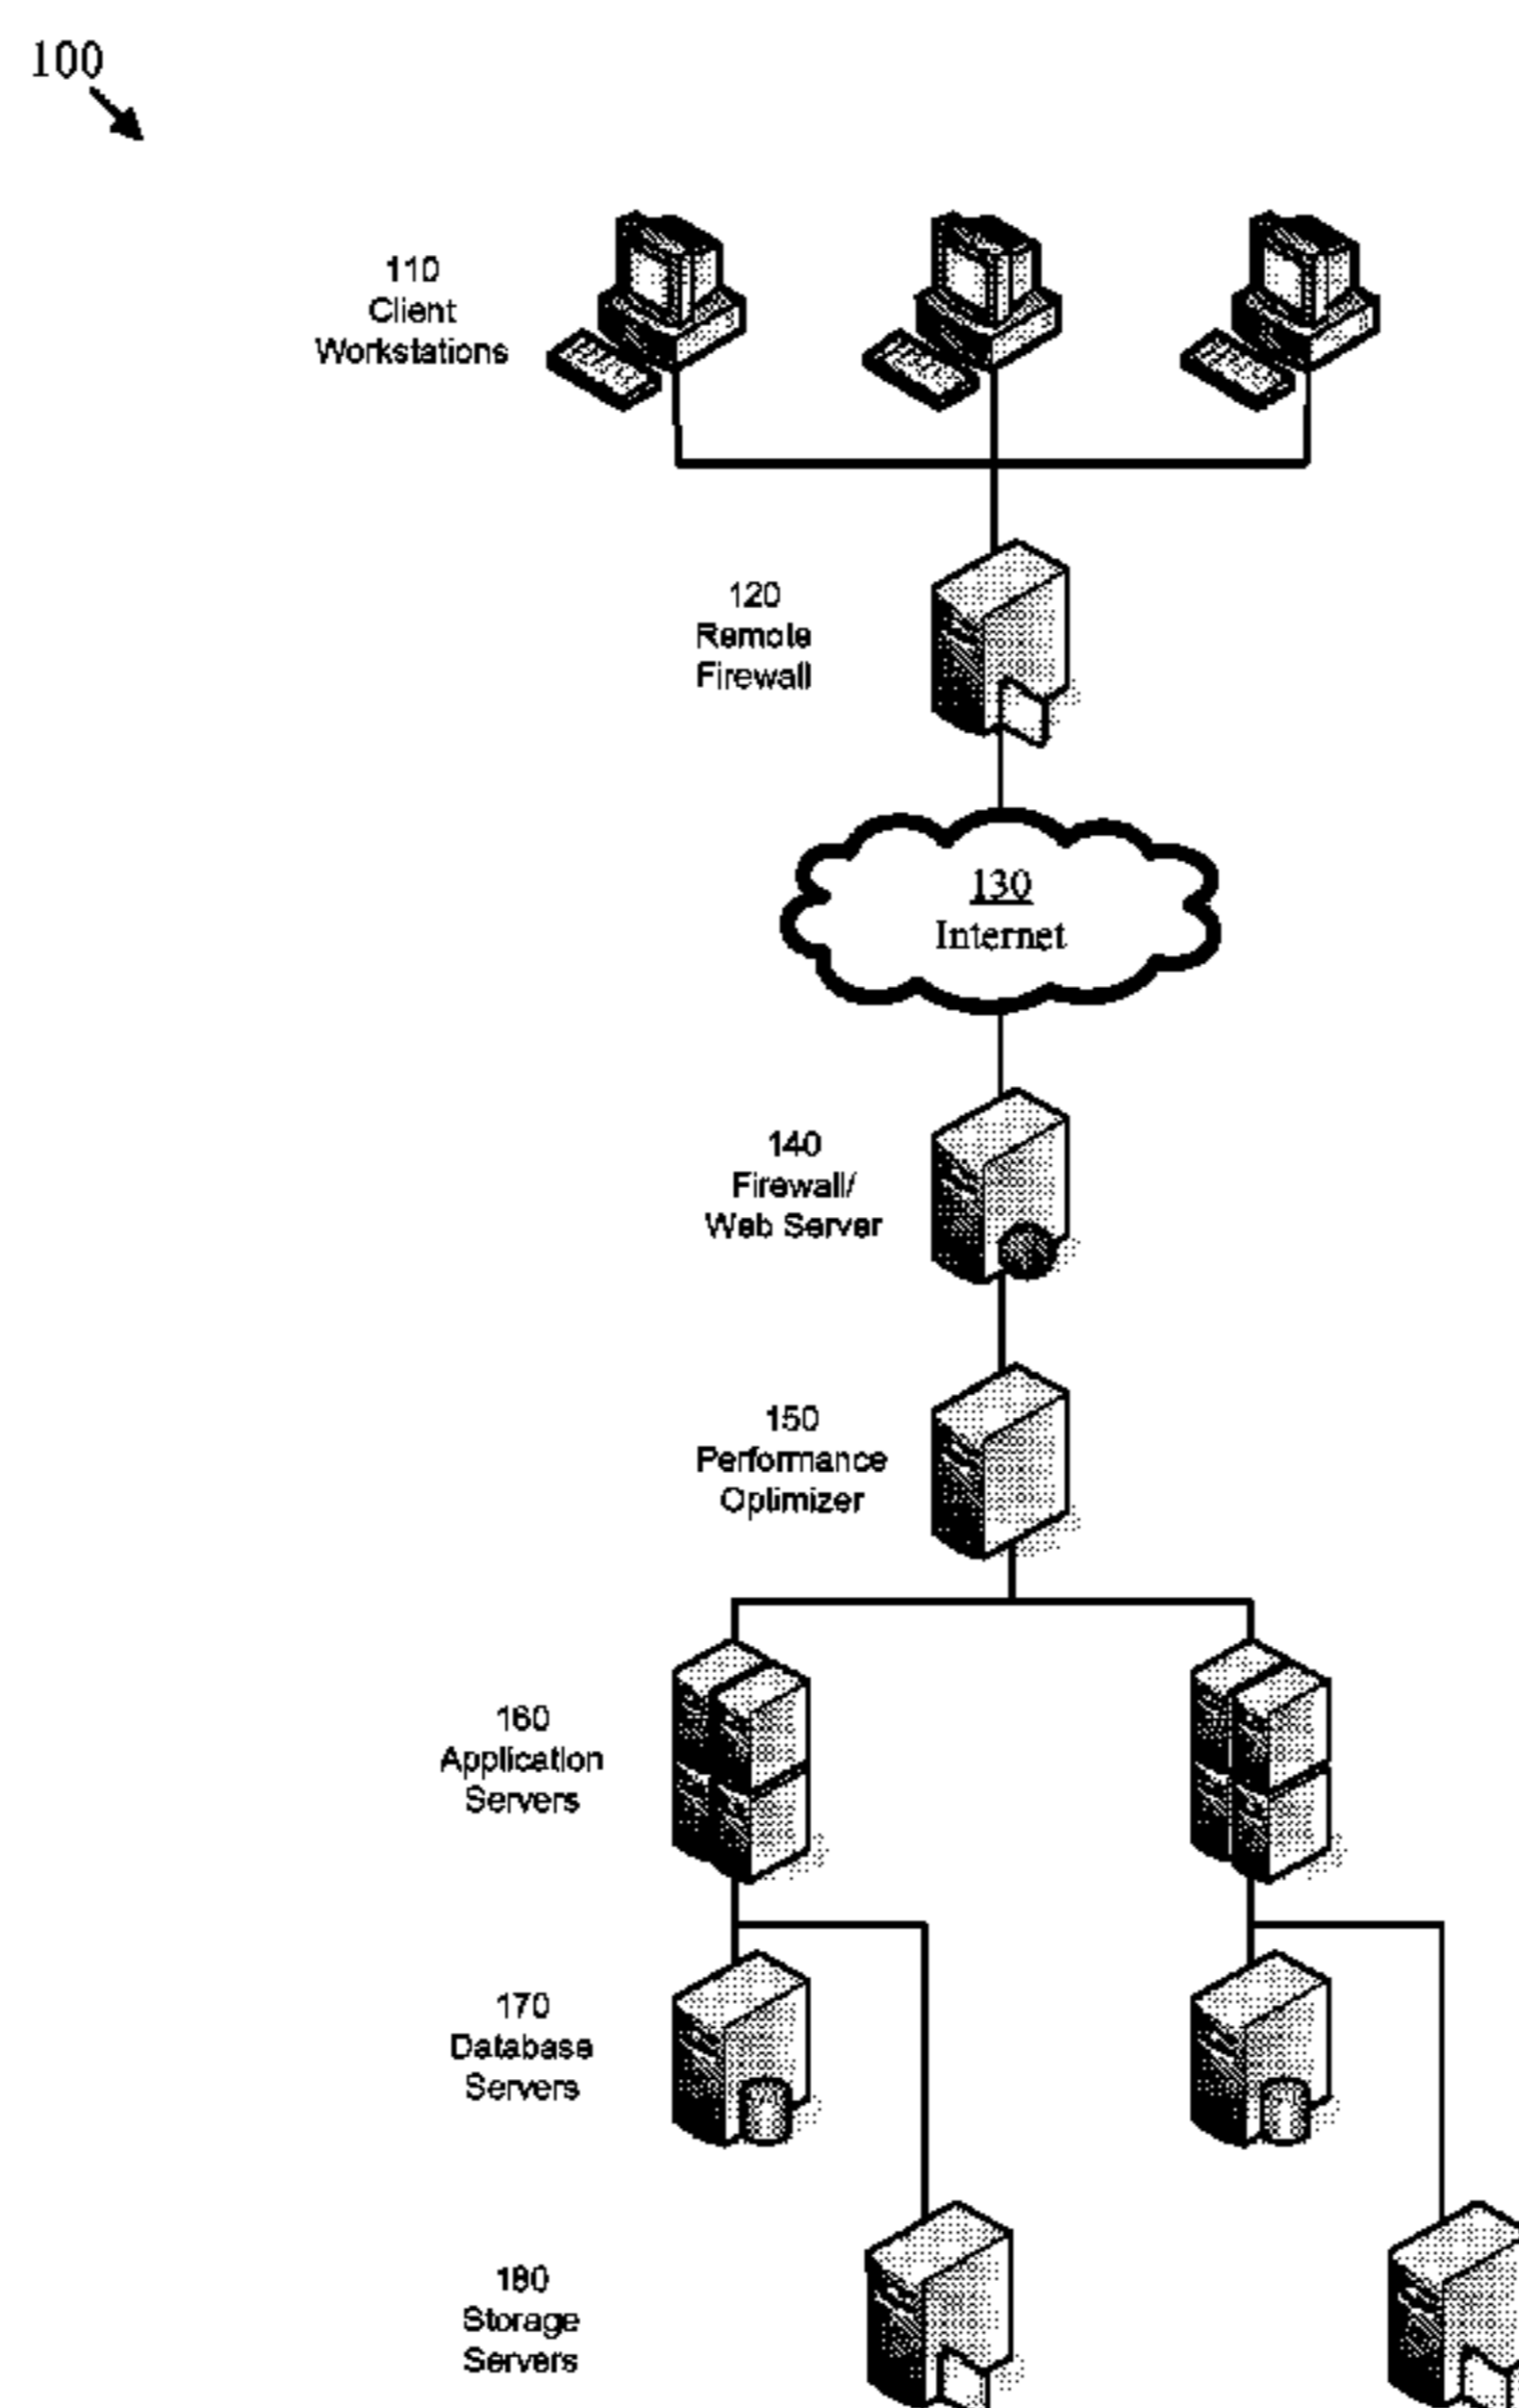 100
110
Client
Workstations
120
Remote
Firewall
130
Internet
140
Firewall/
Web Server
150
Performance
Optimizer
160
Application
Servers
170
Database
Servers
180
Storage
Servers